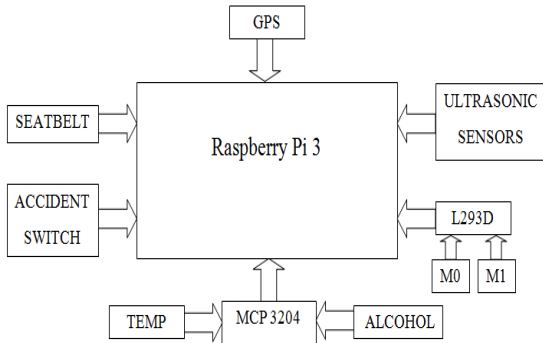 GPS
SEATBELT
Raspberry Pi 3
ULTRASONIC
SENSORS
ACCIDENT
SWITCH
L293D
M0
M1
TEMP
MCP 3204
ALCOHOL